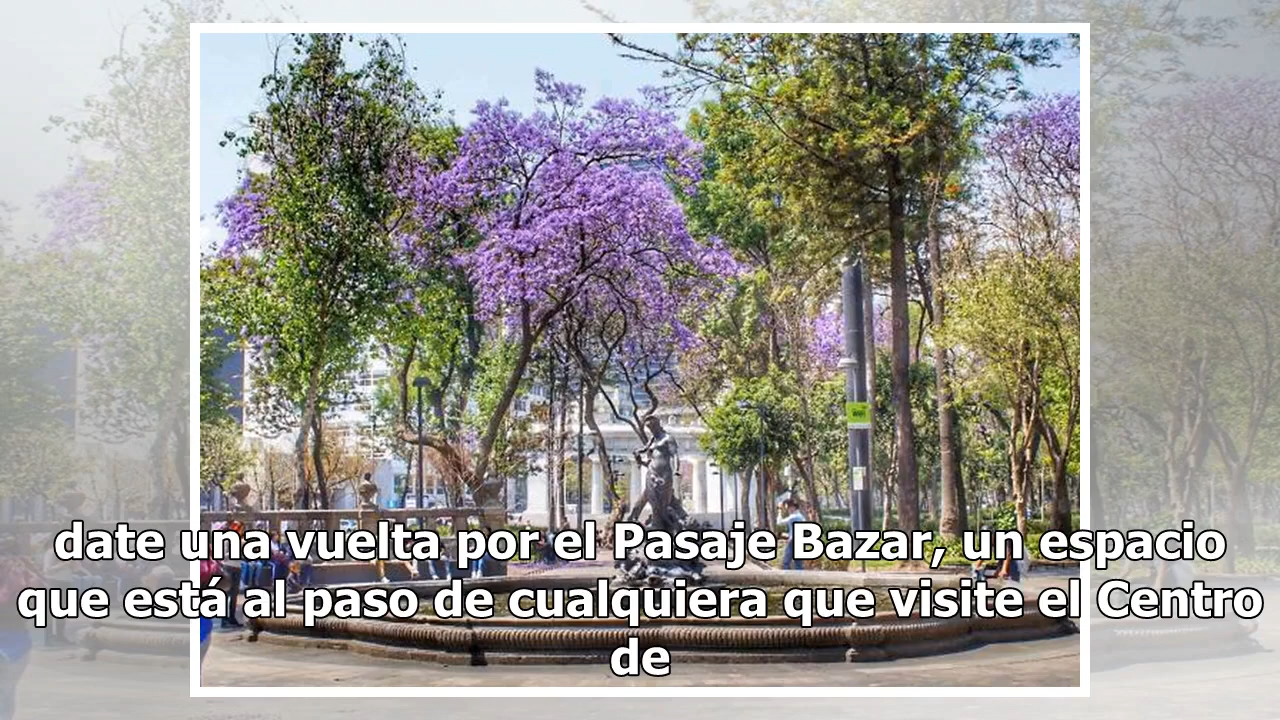 date una vuelta por el Pasaje Bazar, un espacio
que está al paso de cualquiera que visite el Centro
de